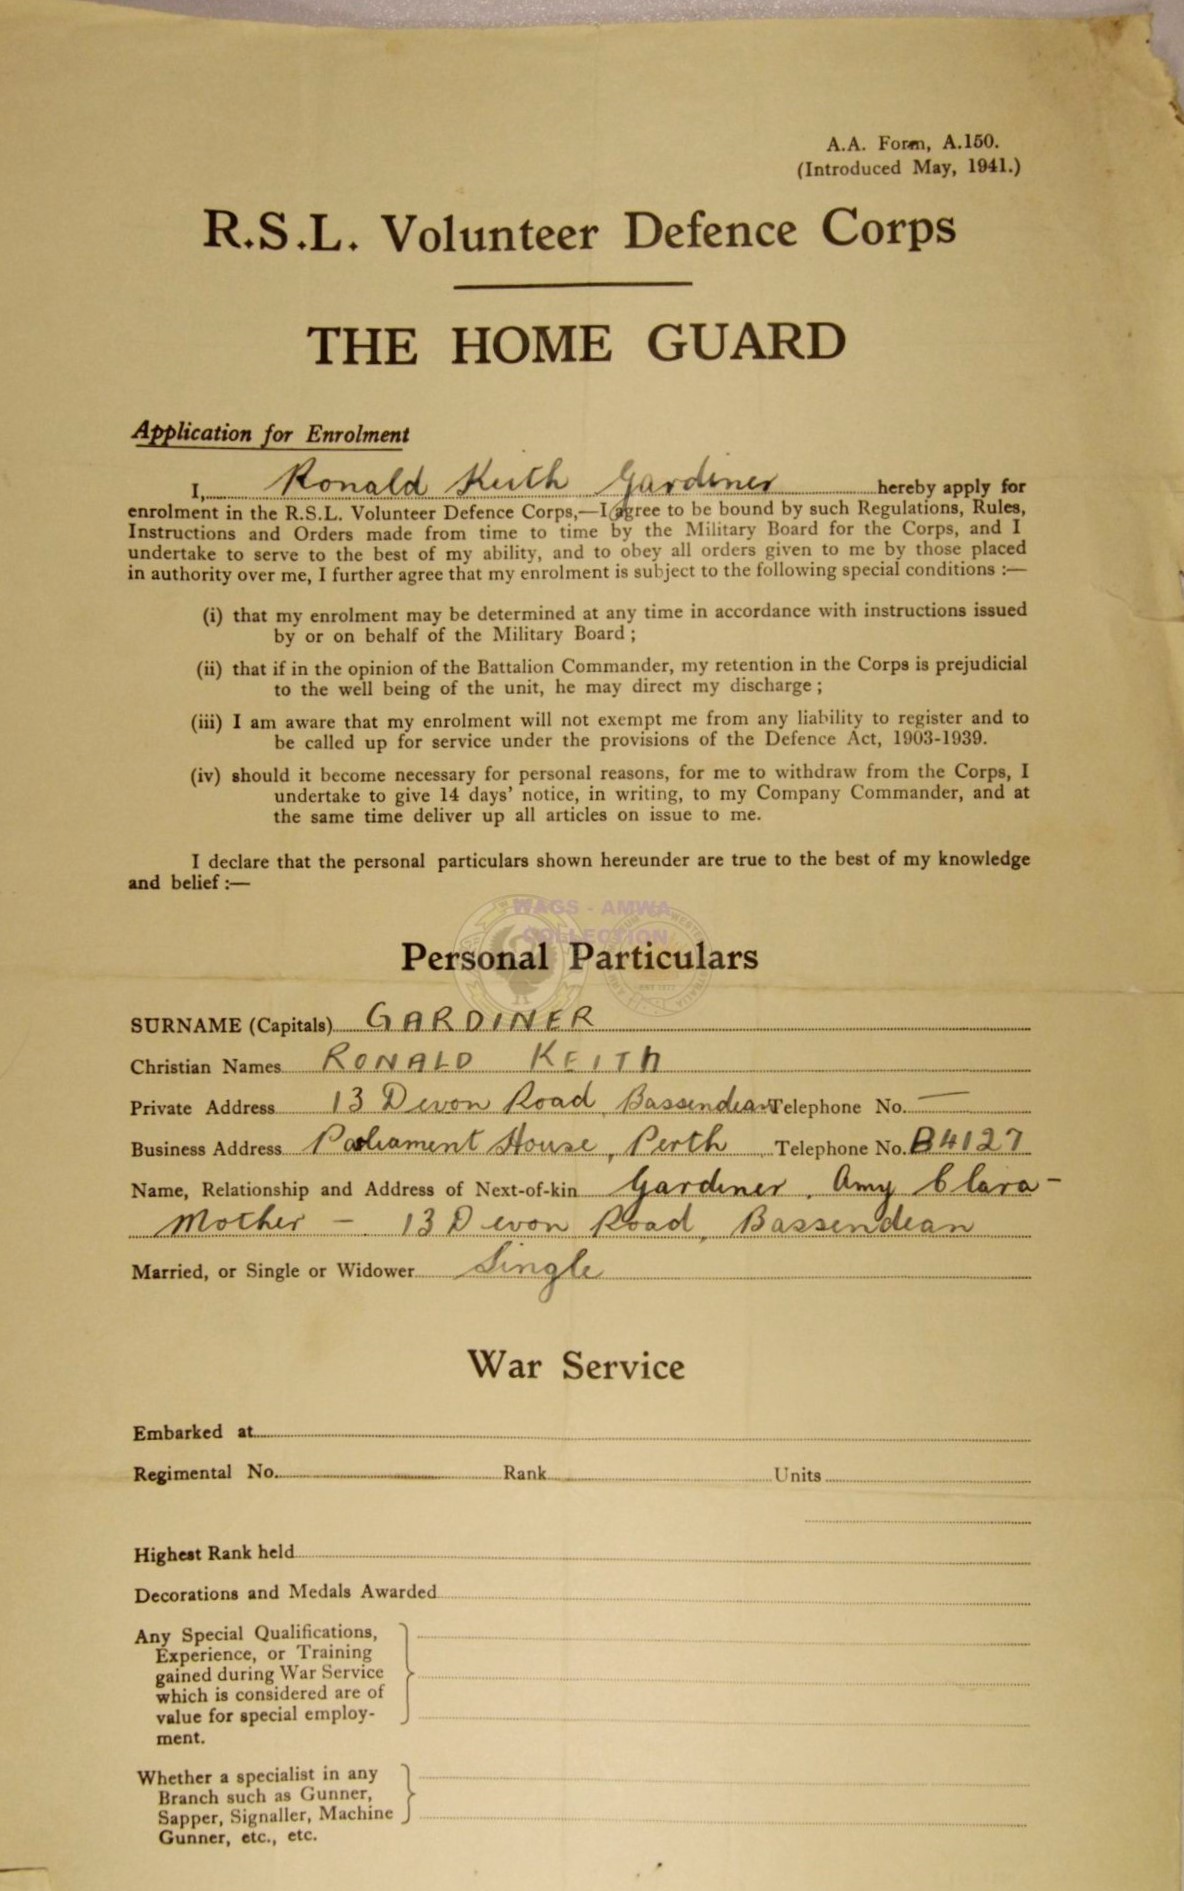 A.A. Form, A.150.
(Introduced May, 1941.)
R.S.L. Volunteer Defence Corps
THE HOME GUARD
Application for Enrolment
I, Ronald Keith Gardiner hereby apply for
enrolment in the R.S.L. Volunteer Defence Corps,—I agree to be bound by such Regulations, Rules,
Instructions and Orders made from time to time by the Military Board for the Corps, and I
undertake to serve to the best of my ability, and to obey all orders given to me by those placed
in authority over me, I further agree that my enrolment is subject to the following special conditions :—
(i) that my enrolment may be determined at any time in accordance with instructions issued
by or on behalf of the Military Board ;
(ii) that if in the opinion of the Battalion Commander, my retention in the Corps is prejudicial
to the well being of the unit, he may direct my discharge ;
(iii) I am aware that my enrolment will not exempt me from any liability to register and to
be called up for service under the provisions of the Defence Act, 1903-1939.
(iv) should it become necessary for personal reasons, for me to withdraw from the Corps, I
undertake to give 14 days' notice, in writing, to my Company Commander, and at
the same time deliver up all articles on issue to me.
I declare that the personal particulars shown hereunder are true to the best of my knowledge
and belief :—
WAGS - AMWA
COLLECTION
Personal Particulars
SURNAME (Capitals) GARDINER
Christian Names RONALD KEITH
Private Address 13 Devon Road, Bassendean Telephone No. —
Business Address Parliament House, Perth Telephone No. B4127
Name, Relationship and Address of Next-of-kin Gardiner, Amy Clara -
Mother - 13 Devon Road, Bassendean
Married, or Single or Widower Single
War Service
Embarked at
Regimental No. Rank Units
Highest Rank held
Decorations and Medals Awarded
Any Special Qualifications,
Experience, or Training
gained during War Service
which is considered are of
value for special employ-
ment.
Whether a specialist in any
Branch such as Gunner,
Sapper, Signaller, Machine
Gunner, etc., etc.